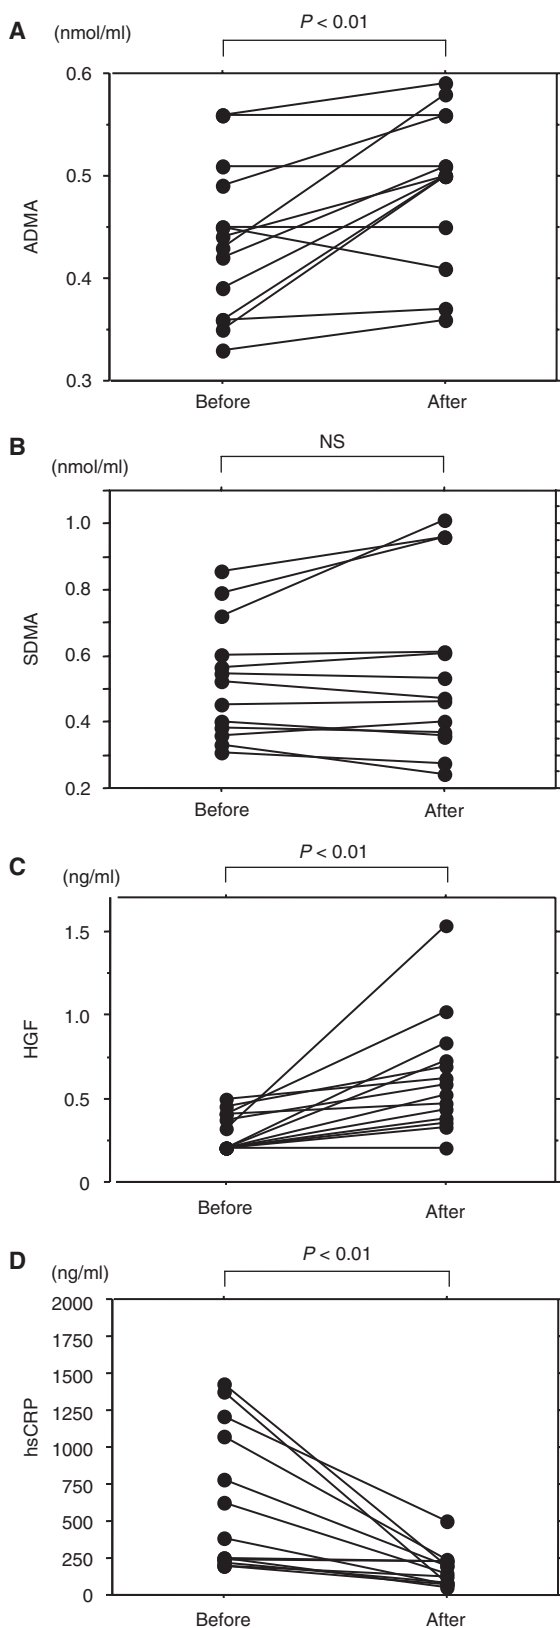 A
(nmol/ml)
P < 0.01
0.6
0.5
0.4
0.3
ADMA
Before
After
B
(nmol/ml)
NS
1.0
0.8
0.6
0.4
0.2
SDMA
Before
After
C
(ng/ml)
P < 0.01
1.5
1.0
0.5
0
HGF
Before
After
D
(ng/ml)
P < 0.01
2000
1750
1500
1250
1000
750
500
250
0
hsCRP
Before
After